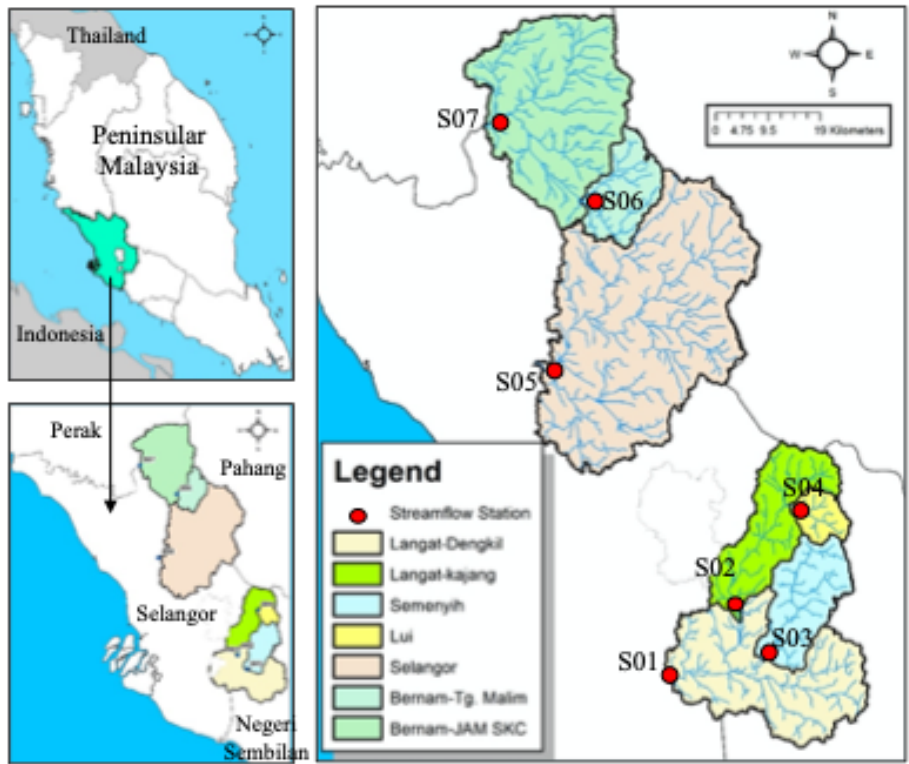 Thailand
Peninsular
Malaysia
Indonesia
Perak
Pahang
Selangor
Negeri
Sembilan
N
W
E
S
0 4.75 9.5 19 Kilometers
S07
S06
S05
S04
S02
S03
S01
Legend
Streamflow Station
Langat-Dengkil
Langat-kajang
Semenyih
Lui
Selangor
Bernam-Tg. Malim
Bernam-JAM SKC